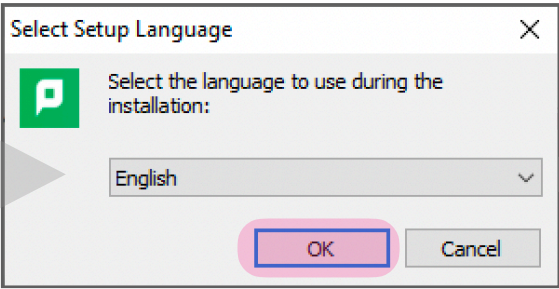 Select Setup Language
Select the language to use during the
installation:
English
OK
Cancel